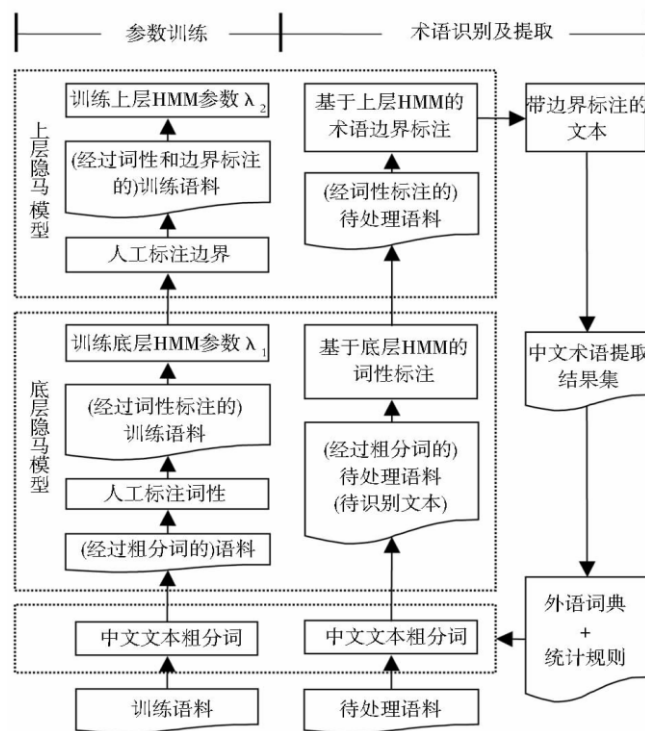 参数训练
术语识别及提取
上层隐马模型
训练上层HMM参数λ₂
(经过词性和边界标注
的)训练语料
人工标注边界
基于上层HMM的
术语边界标注
(经词性标注的)
待处理语料
带边界标注的
文本
底层隐马模型
训练底层HMM参数λ₁
(经过词性标注的)
训练语料
人工标注词性
(经过粗分词的)语料
基于底层HMM的
词性标注
(经过粗分词的)
待处理语料
(待识别文本)
中文术语提取
结果集
中文文本粗分词
中文文本粗分词
外语词典
+
统计规则
训练语料
待处理语料